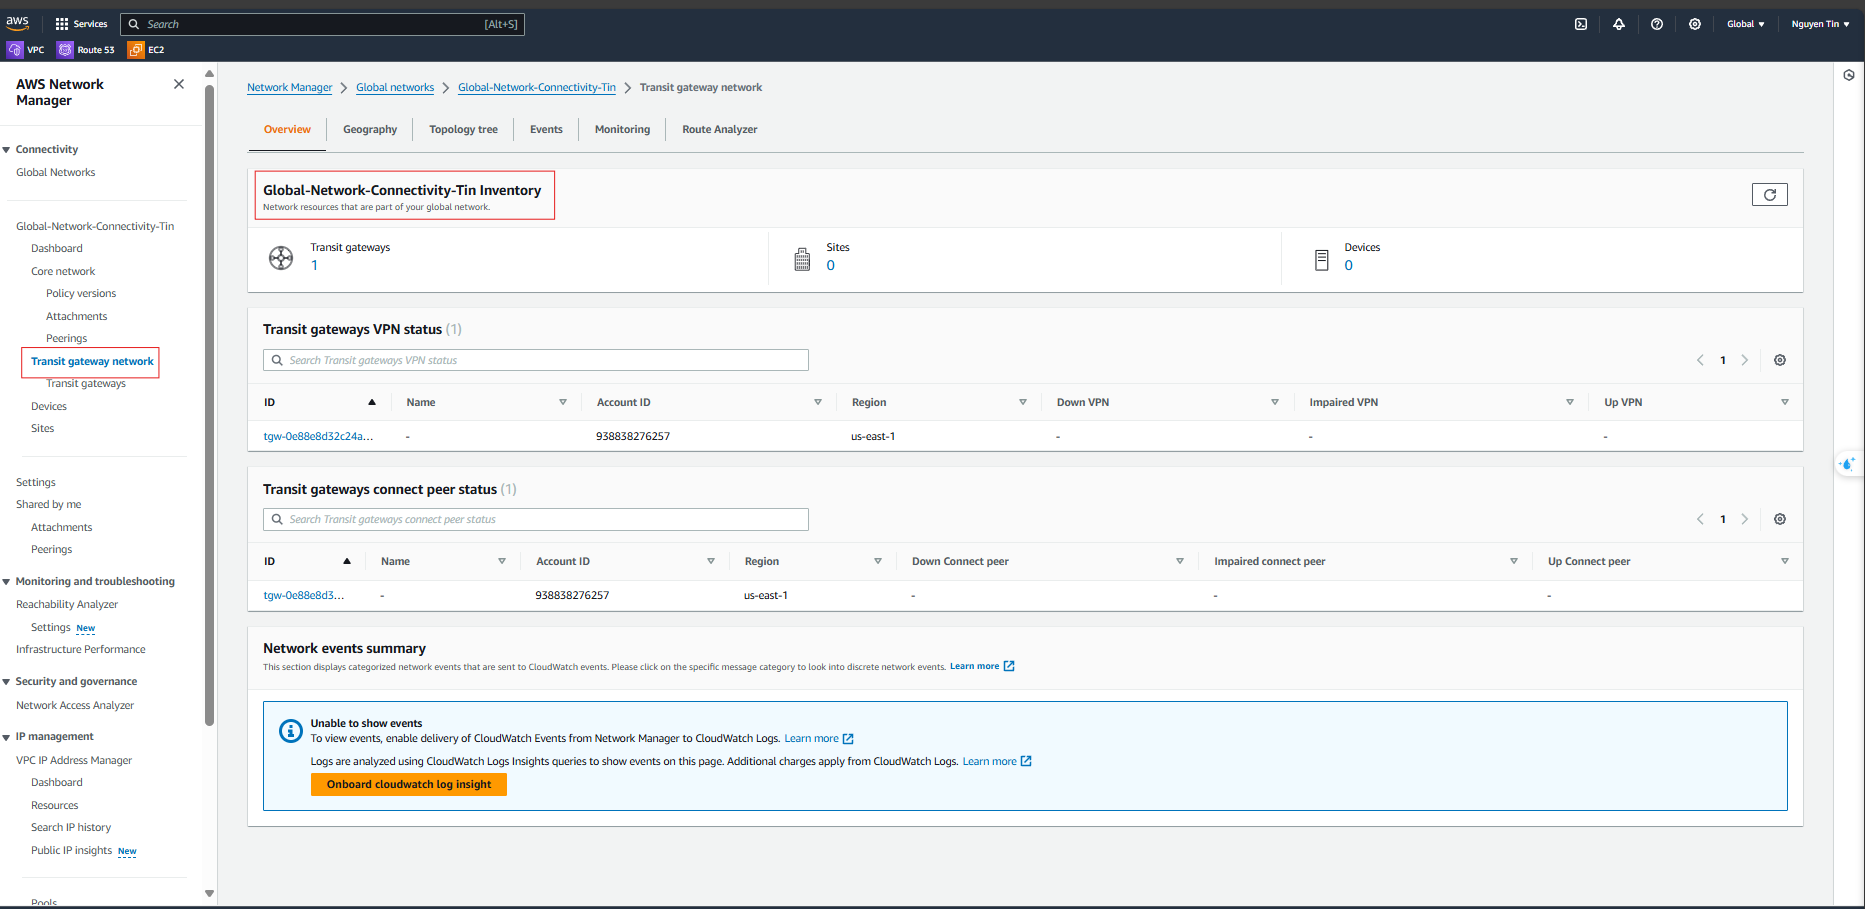 aws
Services
Search
[Alt+S]
Global
Nguyen Tin
VPC
Route 53
EC2
AWS Network
Manager
Connectivity
Global Networks
Global-Network-Connectivity-Tin
Dashboard
Core network
Policy versions
Attachments
Peerings
Transit gateway network
Transit gateways
Devices
Sites
Settings
Shared by me
Attachments
Peerings
Monitoring and troubleshooting
Reachability Analyzer
Settings New
Infrastructure Performance
Security and governance
Network Access Analyzer
IP management
VPC IP Address Manager
Dashboard
Resources
Search IP history
Public IP insights New
Pools
Network Manager
Global networks
Global-Network-Connectivity-Tin
Transit gateway network
Overview
Geography
Topology tree
Events
Monitoring
Route Analyzer
Global-Network-Connectivity-Tin Inventory
Network resources that are part of your global network.
Transit gateways
1
Sites
0
Devices
0
Transit gateways VPN status (1)
Search Transit gateways VPN status
1
ID
Name
Account ID
Region
Down VPN
Impaired VPN
Up VPN
tgw-0e88e8d32c24a...
-
938838276257
us-east-1
-
-
-
Transit gateways connect peer status (1)
Search Transit gateways connect peer status
1
ID
Name
Account ID
Region
Down Connect peer
Impaired connect peer
Up Connect peer
tgw-0e88e8d3...
-
938838276257
us-east-1
-
-
-
Network events summary
This section displays categorized network events that are sent to CloudWatch events. Please click on the specific message category to look into discrete network events. Learn more
Unable to show events
To view events, enable delivery of CloudWatch Events from Network Manager to CloudWatch Logs. Learn more
Logs are analyzed using CloudWatch Logs Insights queries to show events on this page. Additional charges apply from CloudWatch Logs. Learn more
Onboard cloudwatch log insight